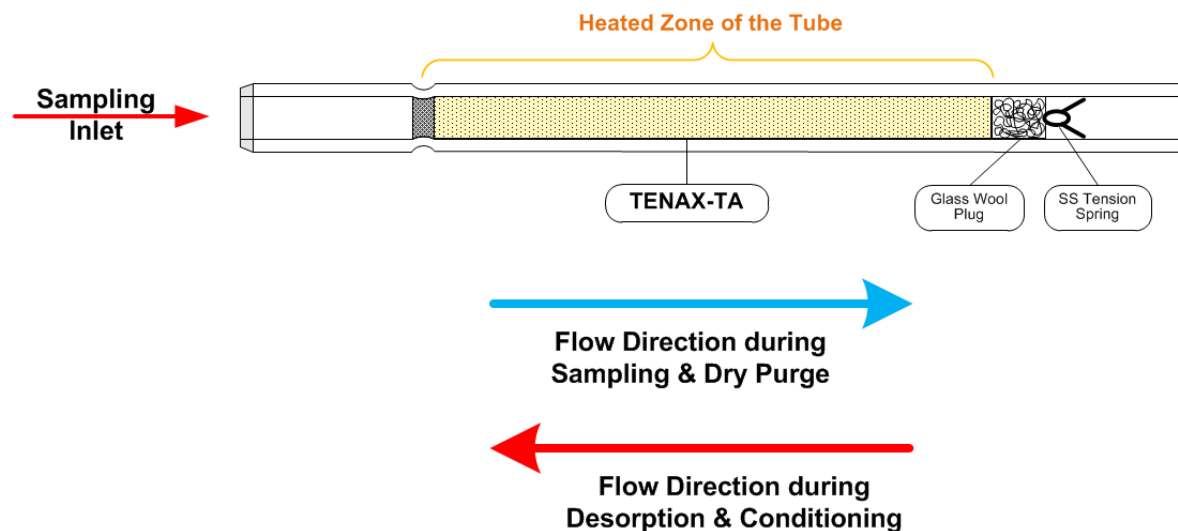 Heated Zone of the Tube
Sampling
Inlet
TENAX-TA
Glass Wool
Plug
SS Tension
Spring
Flow Direction during
Sampling & Dry Purge
Flow Direction during
Desorption & Conditioning